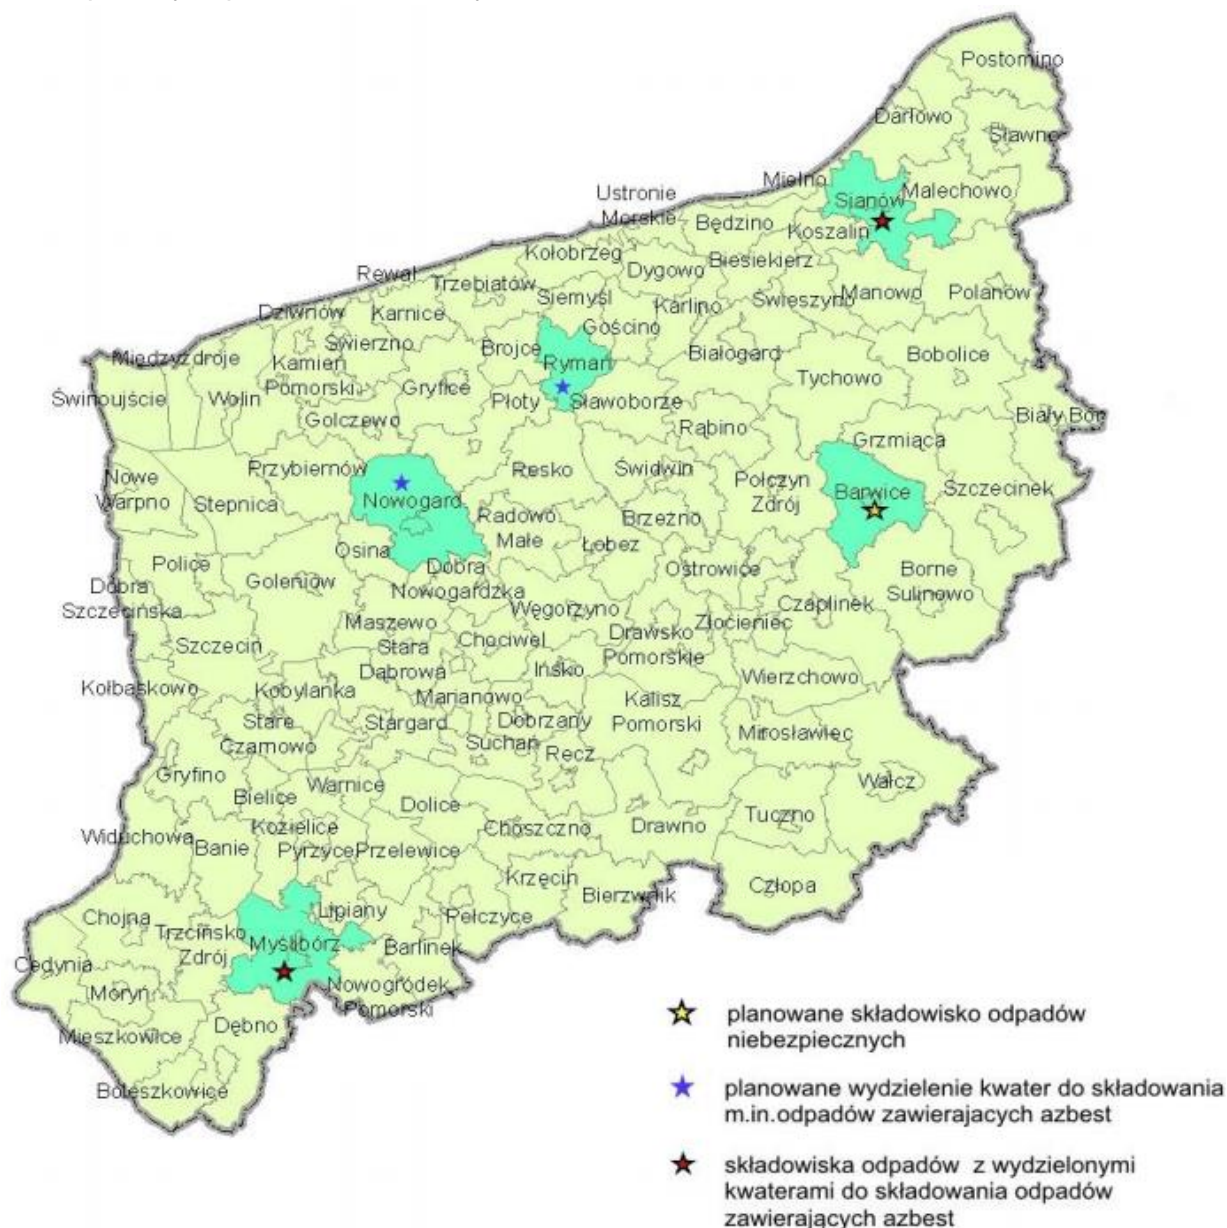 Postomino
Darłowo
Sławno
Mielno
Sianów
Malechowo
Ustronie
Morskie
Będzino
Koszalin
Kołobrzeg
Dygowo
Biesiekierz
Rewal
Trzebiatów
Siemyśl
Karlino
Świeszyno
Manowo
Polanów
Dziwnów
Karnice
Gościno
Międzyzdroje
Świerzno
Brojce
Rymań
Białogard
Bobolice
Kamień
Pomorski
Gryfice
Tychowo
Świnoujście
Wolin
Płoty
Sławoborze
Biały Bór
Golczewo
Rąbino
Grzmiąca
Nowe
Warpno
Przybiernów
Resko
Świdwin
Połczyn
Zdrój
Barwice
Szczecinek
Stepnica
Nowogard
Radowo
Małe
Brzeżno
Osina
Łobez
Police
Dobra
Szczecińska
Goleniów
Dobra
Nowogardzka
Ostrowice
Borne
Sulinowo
Węgorzyno
Czaplinek
Maszewo
Drawsko
Pomorskie
Złocieniec
Szczecin
Stara
Dąbrowa
Chociwel
Ińsko
Kołbaskowo
Kobylanka
Marianowo
Wierzchowo
Stare
Czarnowo
Stargard
Dobrzany
Kalisz
Pomorski
Suchań
Mirosławiec
Recz
Gryfino
Bielice
Warnice
Dolice
Wałcz
Widuchowa
Kozielice
Choszczno
Drawno
Tuczno
Banie
Pyrzyce
Przelewice
Krzęcin
Bierzwnik
Człopa
Chojna
Lipiany
Pełczyce
Trzcińsko
Zdrój
Myślibórz
Barlinek
Cedynia
Moryń
Nowogródek
Pomorski
Mieszkowice
Dębno
Boleszkowice
planowane składowisko odpadów
niebezpiecznych
planowane wydzielenie kwater do składowania
m.in.odpadów zawierajacych azbest
składowiska odpadów z wydzielonymi
kwaterami do składowania odpadów
zawierających azbest